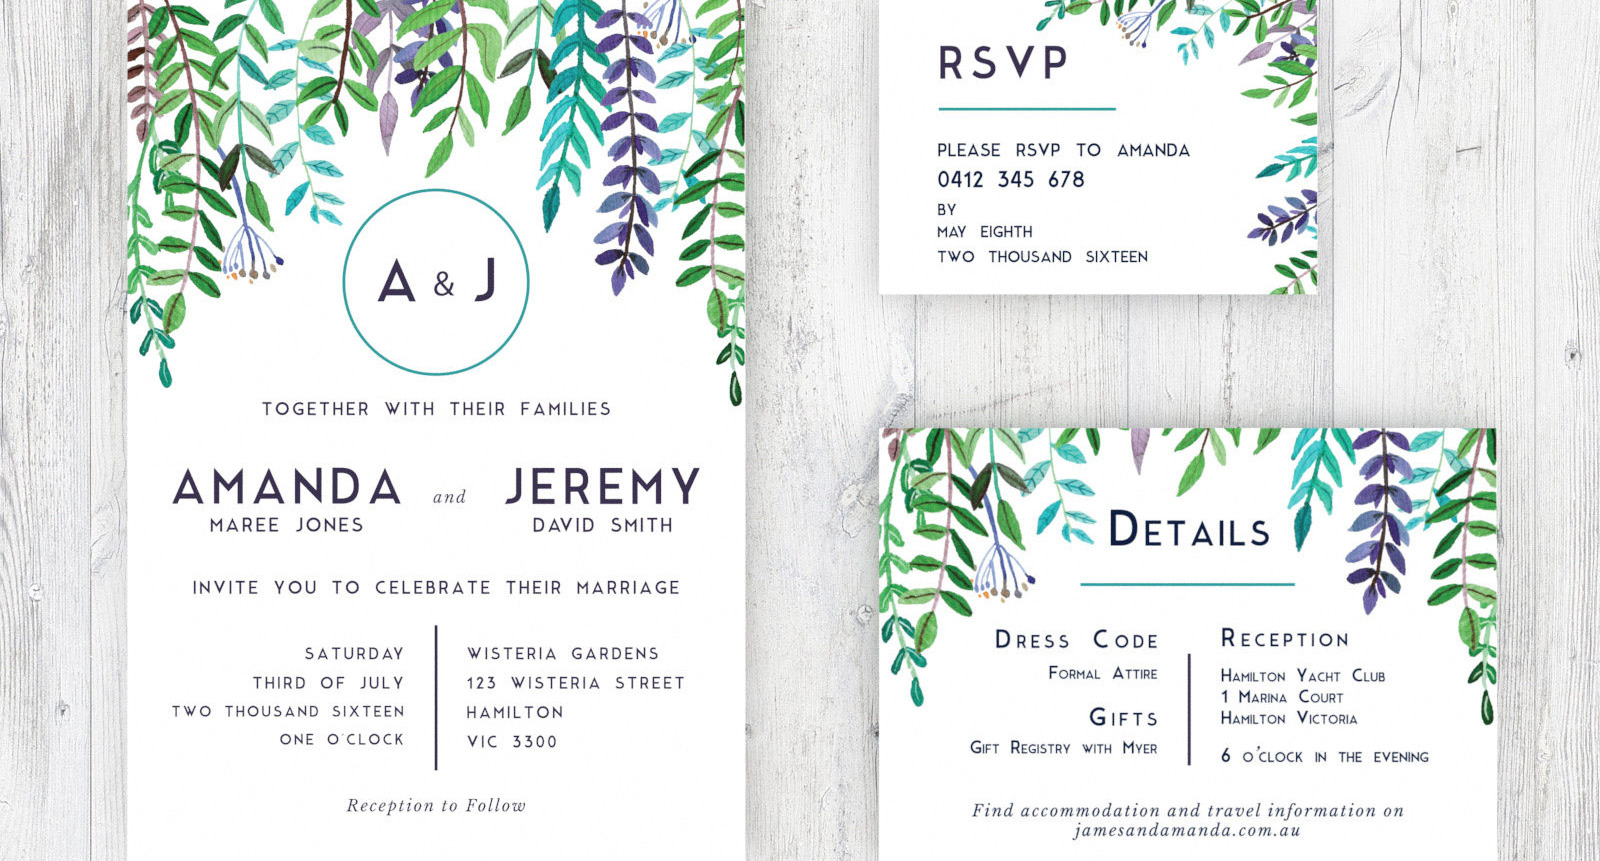 A & J
TOGETHER WITH THEIR FAMILIES
AMANDA and JEREMY
MAREE JONES DAVID SMITH
INVITE YOU TO CELEBRATE THEIR MARRIAGE
SATURDAY
THIRD OF JULY
TWO THOUSAND SIXTEEN
ONE O'CLOCK
WISTERIA GARDENS
123 WISTERIA STREET
HAMILTON
VIC 3300
Reception to Follow
RSVP
PLEASE RSVP TO AMANDA
0412 345 678
BY
MAY EIGHTH
TWO THOUSAND SIXTEEN
DETAILS
DRESS CODE
FORMAL ATTIRE
GIFTS
GIFT REGISTRY WITH MYER
RECEPTION
HAMILTON YACHT CLUB
1 MARINA COURT
HAMILTON VICTORIA
6 O'CLOCK IN THE EVENING
Find accommodation and travel information on
jamesandamanda.com.au